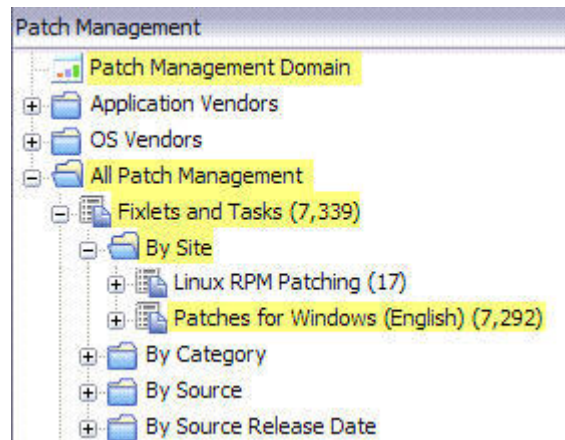 Patch Management
Patch Management Domain
Application Vendors
OS Vendors
All Patch Management
Fixlets and Tasks (7,339)
By Site
Linux RPM Patching (17)
Patches for Windows (English) (7,292)
By Category
By Source
By Source Release Date